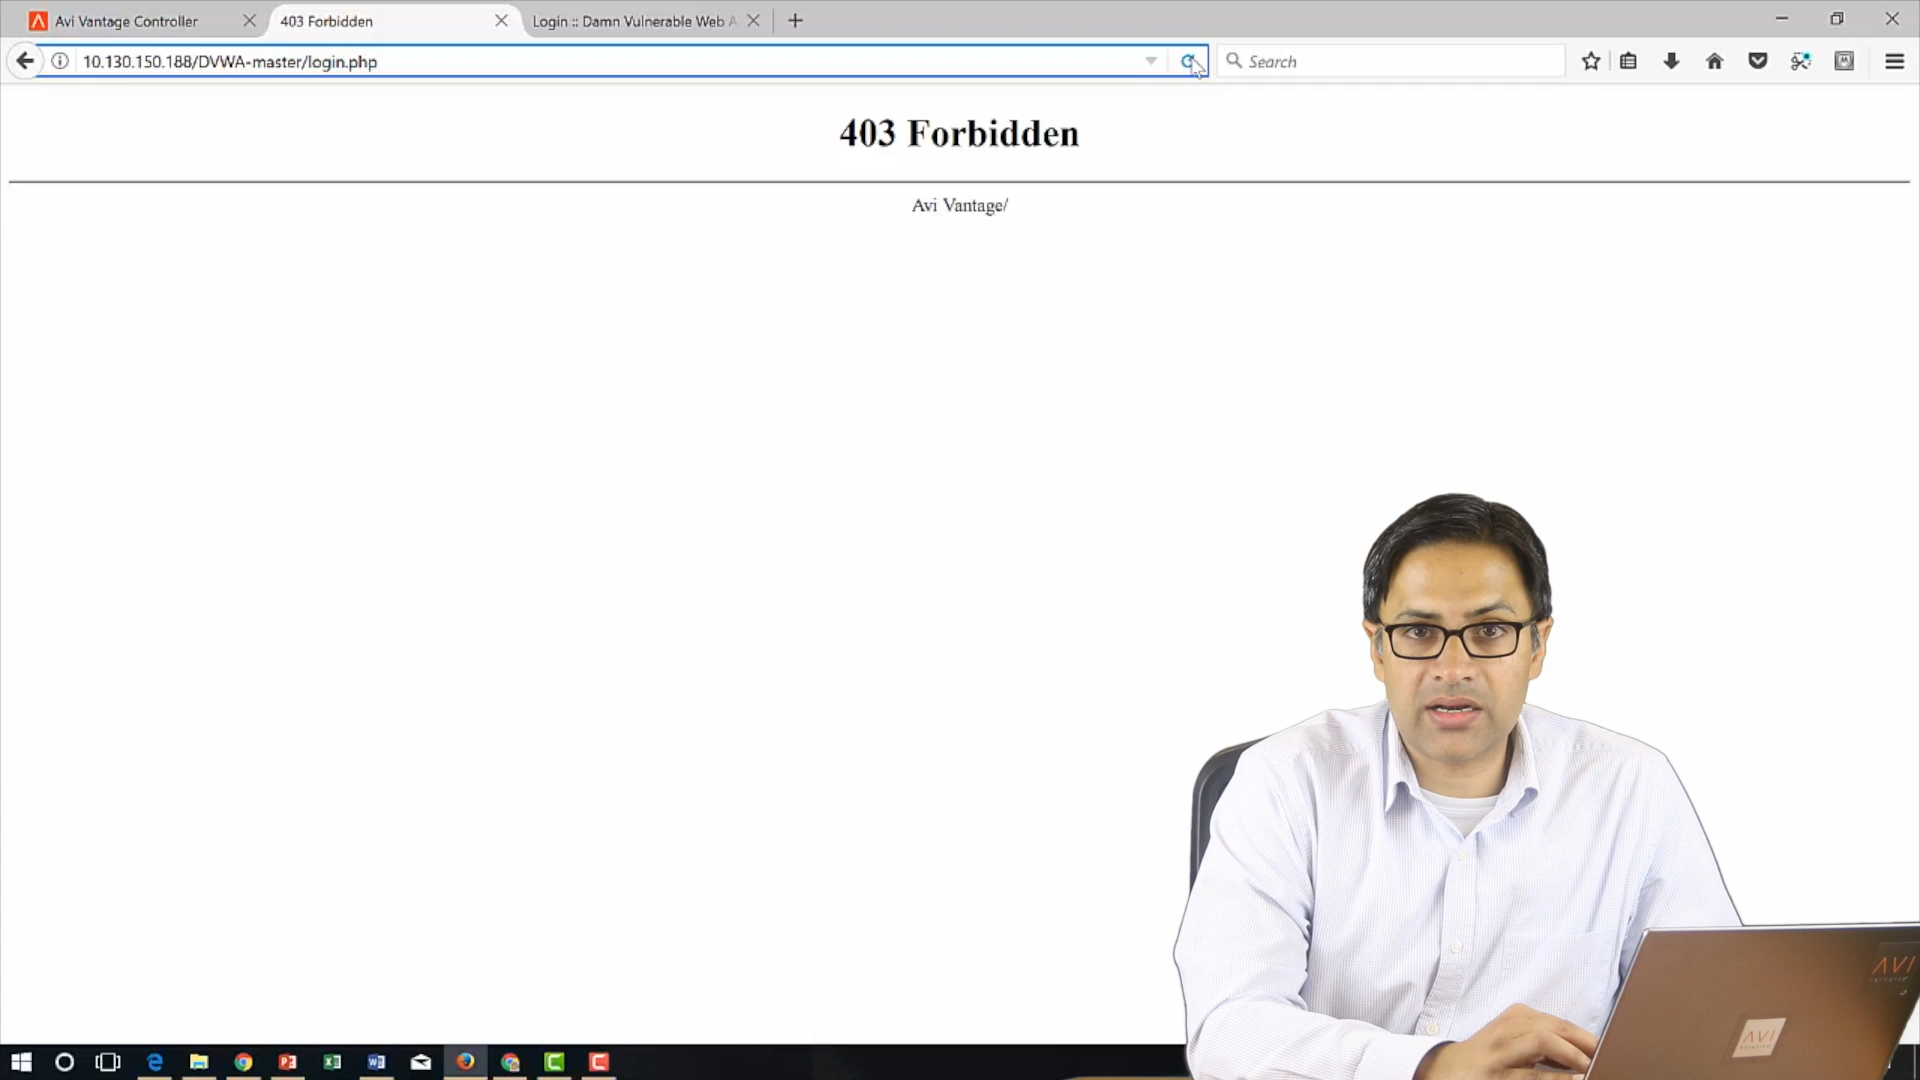 Avi Vantage Controller
403 Forbidden
Login :: Damn Vulnerable Web A
10.130.150.188/DVWA-master/login.php
Search
403 Forbidden
Avi Vantage/
AVI
AVI